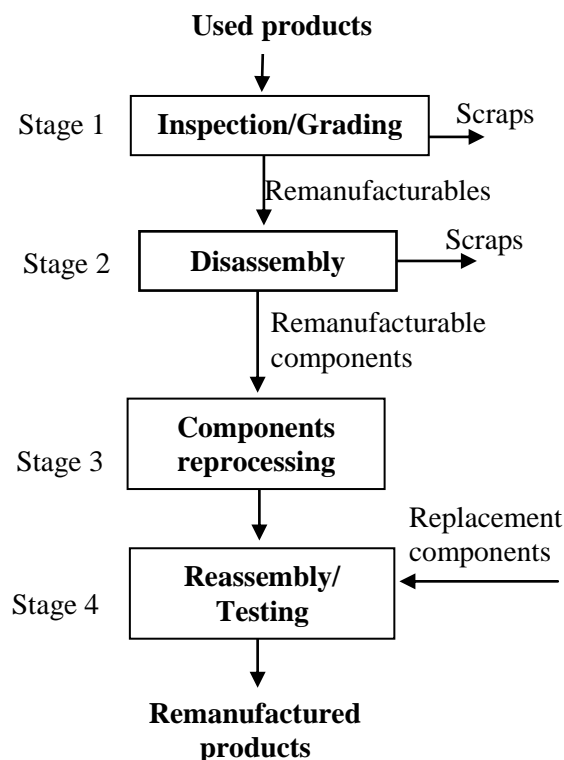 Used products
Stage 1
Inspection/Grading
Scraps
Remanufacturables
Stage 2
Disassembly
Scraps
Remanufacturable
components
Stage 3
Components
reprocessing
Replacement
components
Stage 4
Reassembly/
Testing
Remanufactured
products